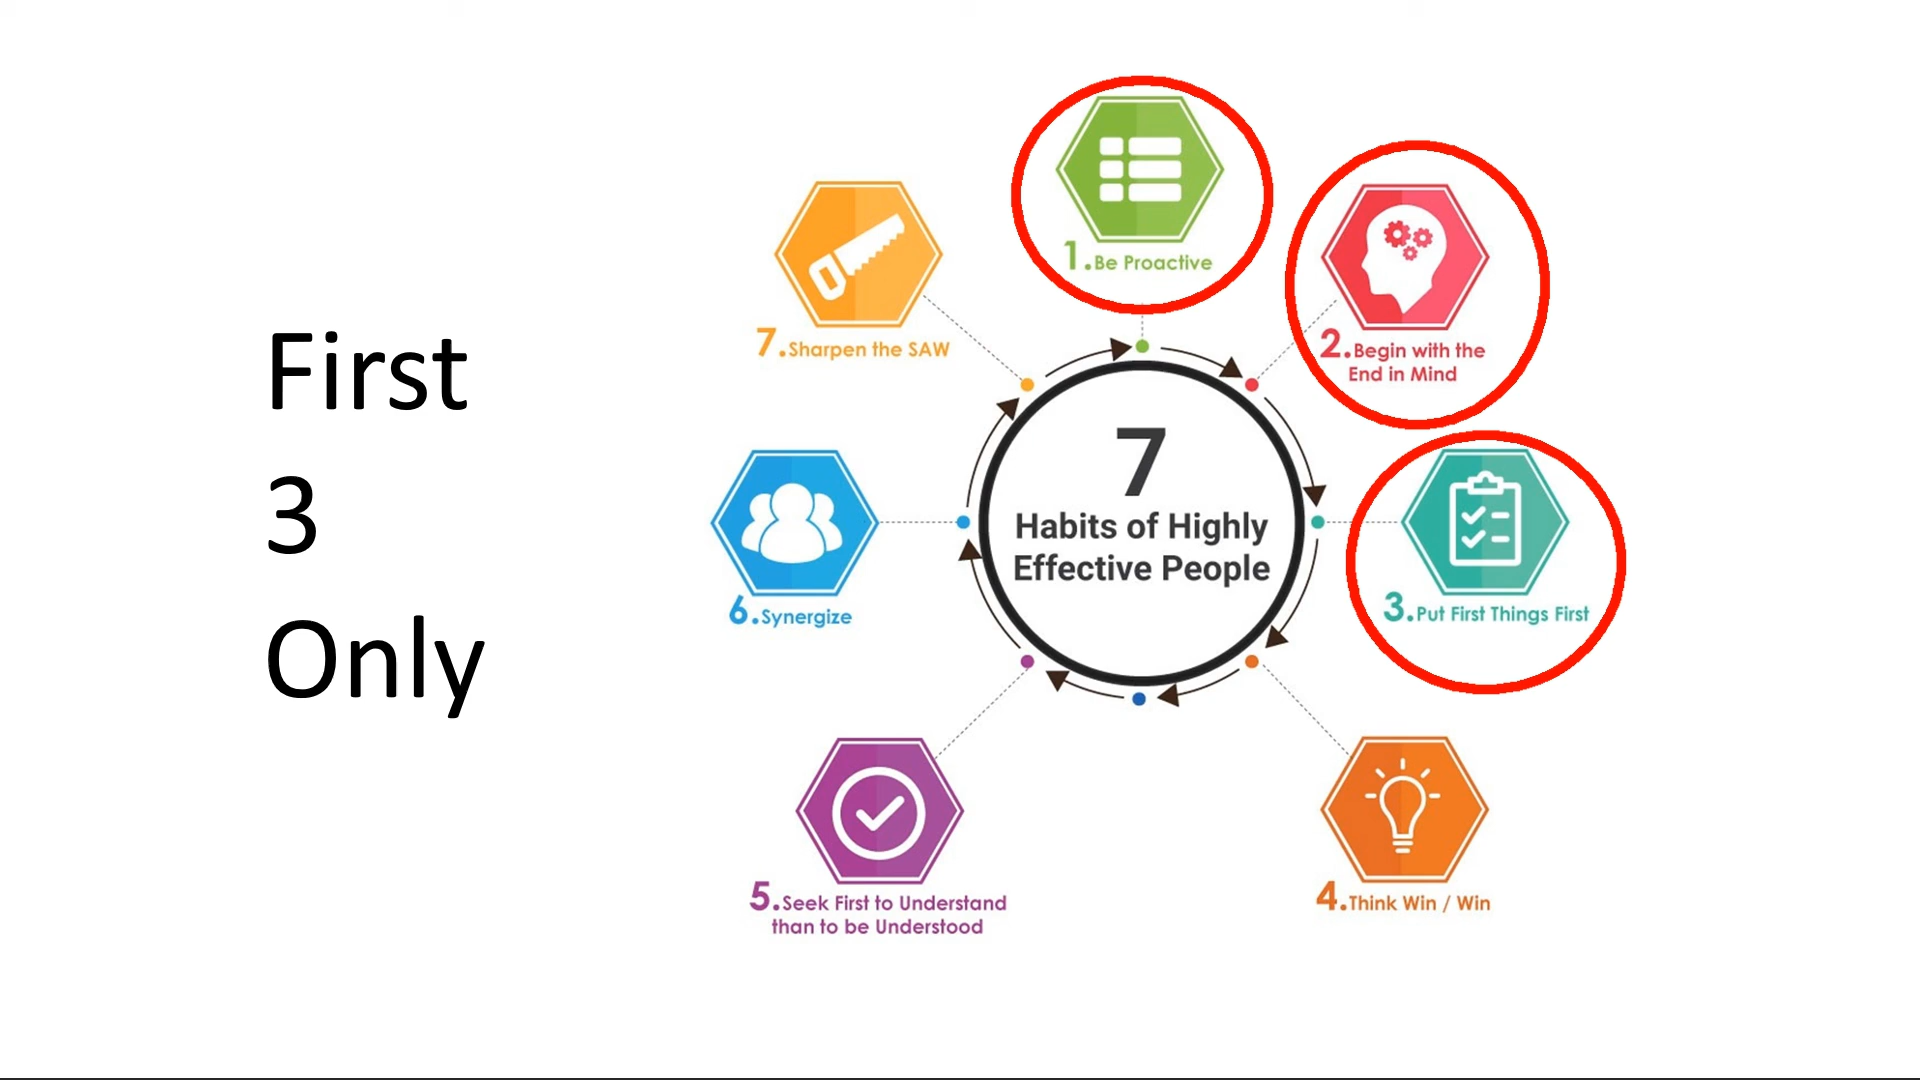 First
3
Only
7
Habits of Highly
Effective People
1.Be Proactive
2.Begin with the
End in Mind
3.Put First Things First
4.Think Win / Win
5.Seek First to Understand
than to be Understood
6.Synergize
7.Sharpen the SAW